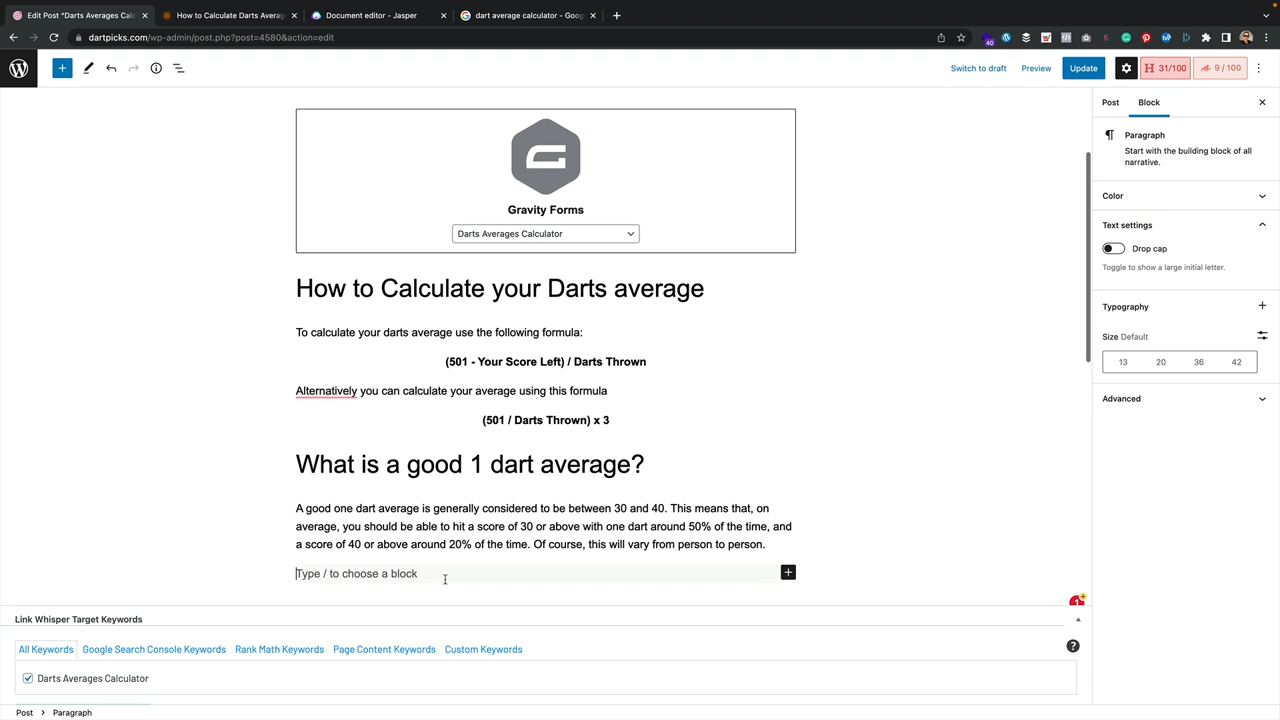 Edit Post "Darts Averages Calc
How to Calculate Darts Averag
Document editor - Jasper
dart average calculator - Goog
dartpicks.com/wp-admin/post.php?post=4580&action=edit
40
Switch to draft
Preview
Update
H 31/100
9 / 100
Post
Block
Gravity Forms
Darts Averages Calculator
Paragraph
Start with the building block of all
narrative.
Color
Text settings
Drop cap
Toggle to show a large initial letter.
Typography
Size Default
13 20 36 42
Advanced
How to Calculate your Darts average
To calculate your darts average use the following formula:
(501 - Your Score Left) / Darts Thrown
Alternatively you can calculate your average using this formula
(501 / Darts Thrown) x 3
What is a good 1 dart average?
A good one dart average is generally considered to be between 30 and 40. This means that, on
average, you should be able to hit a score of 30 or above with one dart around 50% of the time, and
a score of 40 or above around 20% of the time. Of course, this will vary from person to person.
Type / to choose a block
Link Whisper Target Keywords
All Keywords
Google Search Console Keywords
Rank Math Keywords
Page Content Keywords
Custom Keywords
Darts Averages Calculator
Post
Paragraph